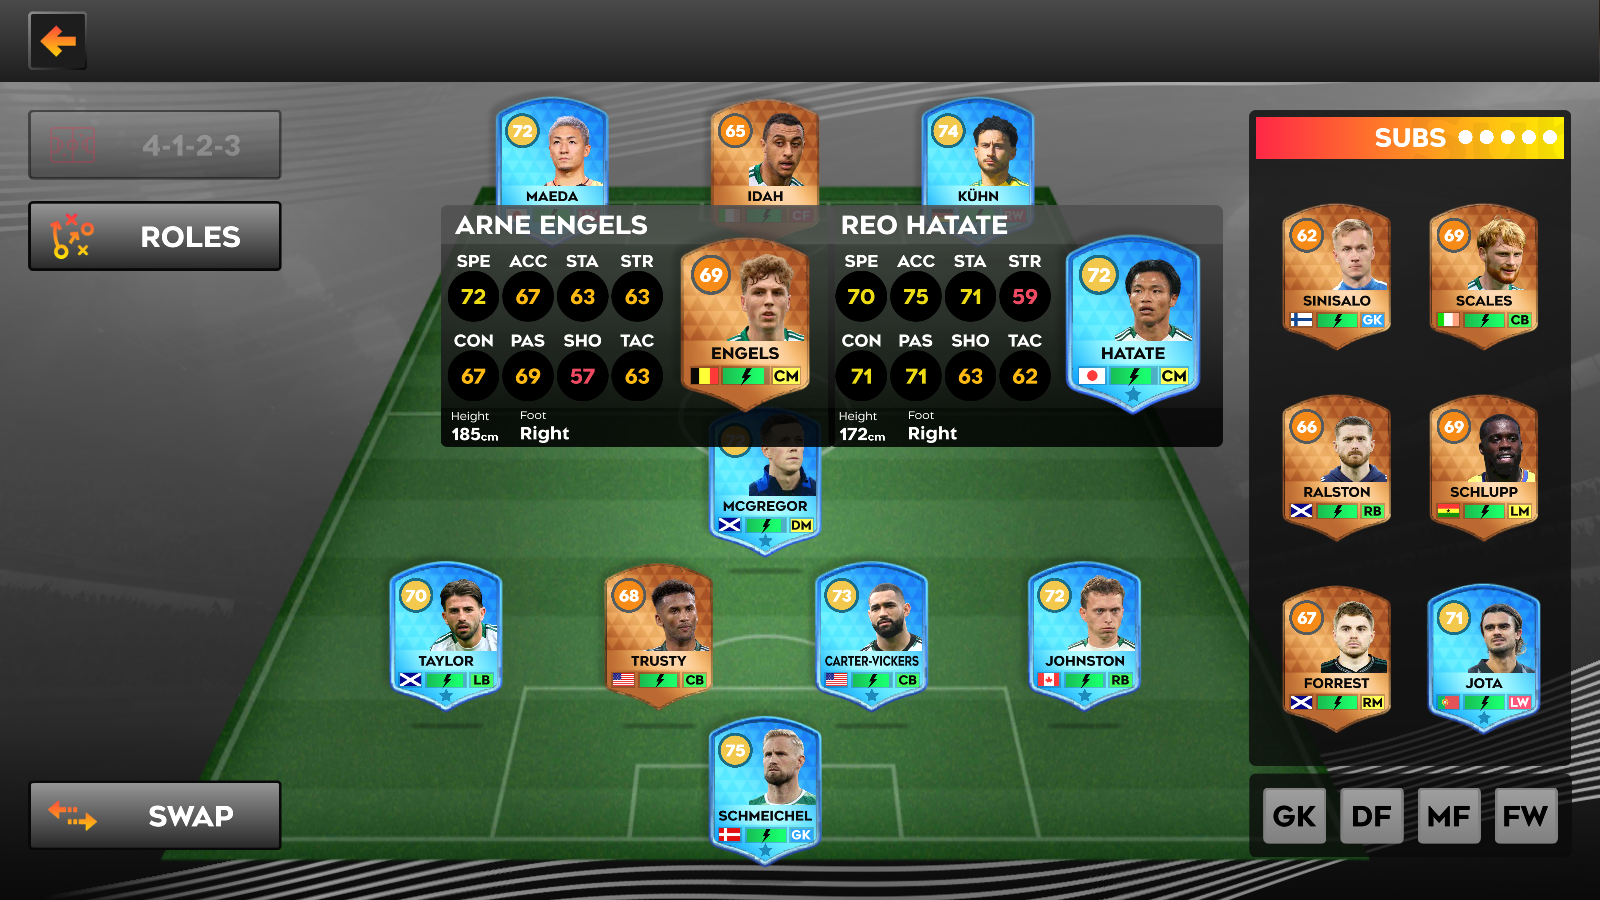 4-1-2-3
ROLES
SWAP
72
MAEDA
65
IDAH
CF
74
KÜHN
RW
ARNE ENGELS
SPE ACC STA STR
72 67 63 63
CON PAS SHO TAC
67 69 57 63
Height Foot
185cm Right
69
ENGELS
CM
REO HATATE
SPE ACC STA STR
70 75 71 59
CON PAS SHO TAC
71 71 63 62
Height Foot
172cm Right
72
HATATE
CM
72
MCGREGOR
DM
70
TAYLOR
LB
68
TRUSTY
CB
73
CARTER-VICKERS
CB
72
JOHNSTON
RB
75
SCHMEICHEL
GK
SUBS
62
SINISALO
GK
69
SCALES
CB
66
RALSTON
RB
69
SCHLUPP
LM
67
FORREST
RM
71
JOTA
LW
GK DF MF FW